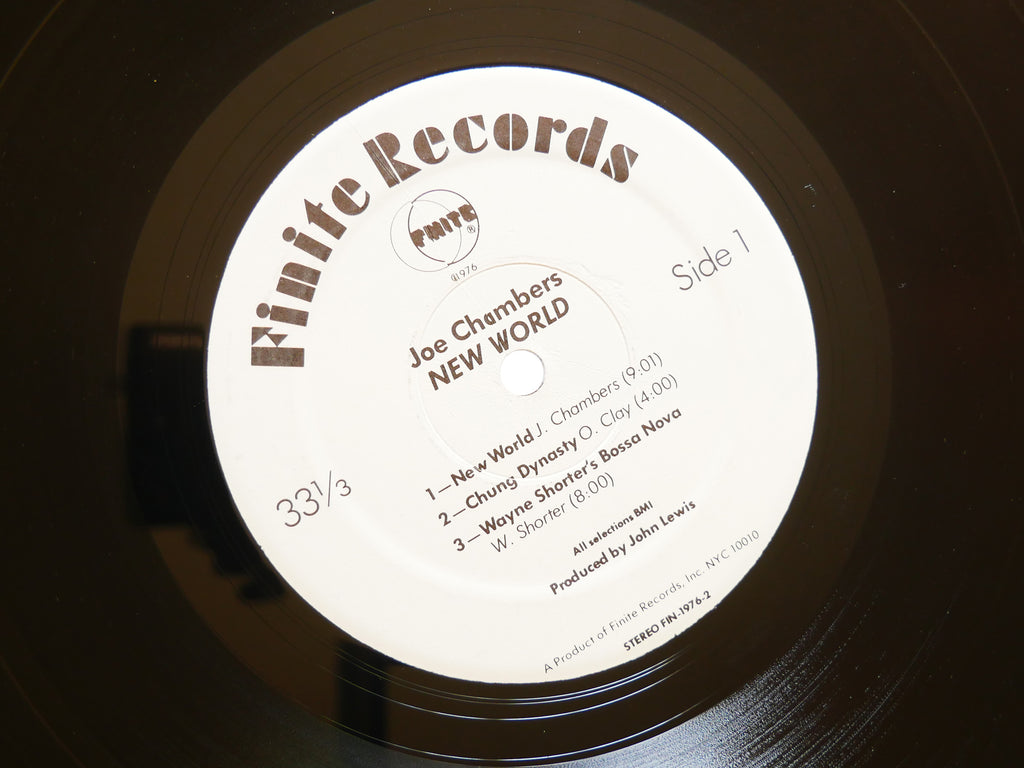 Finite Records
FINITE ®
℗1976
Side 1
Joe Chambers
NEW WORLD
33 1/3
1—New World J. Chambers (9:01)
2—Chung Dynasty O. Clay (4:00)
3—Wayne Shorter's Bossa Nova
W. Shorter (8:00)
All selections BMI
Produced by John Lewis
A Product of Finite Records, Inc. NYC 10010
STEREO FIN-1976-2